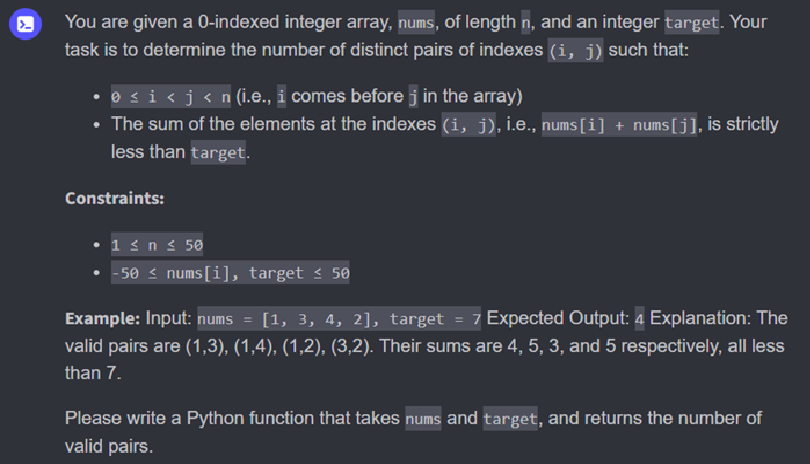 You are given a 0-indexed integer array, nums, of length n, and an integer target. Your
task is to determine the number of distinct pairs of indexes (i, j) such that:
• 0 ≤ i < j < n (i.e., i comes before j in the array)
• The sum of the elements at the indexes (i, j), i.e., nums[i] + nums[j], is strictly
less than target.
Constraints:
• 1 ≤ n ≤ 50
• -50 ≤ nums[i], target ≤ 50
Example: Input: nums = [1, 3, 4, 2], target = 7 Expected Output: 4 Explanation: The
valid pairs are (1,3), (1,4), (1,2), (3,2). Their sums are 4, 5, 3, and 5 respectively, all less
than 7.
Please write a Python function that takes nums and target, and returns the number of
valid pairs.